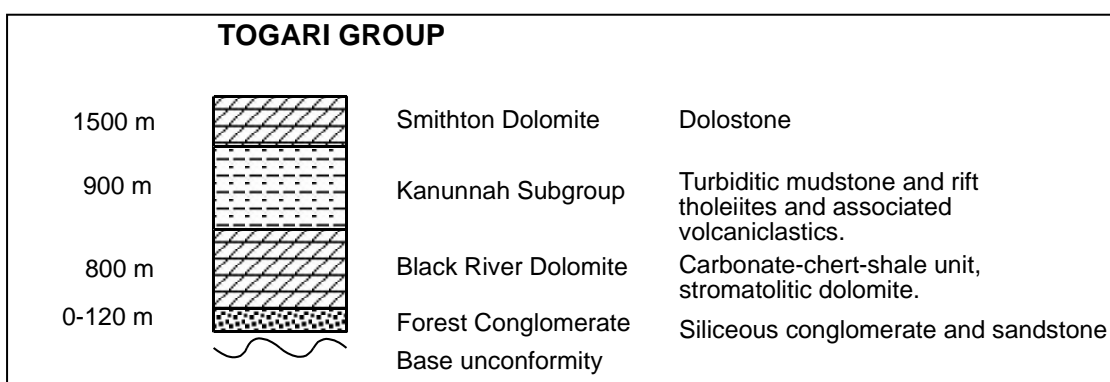 TOGARI GROUP
1500 m Smithton Dolomite Dolostone
900 m Kanunnah Subgroup Turbiditic mudstone and rift
tholeiites and associated
volcaniclastics.
800 m Black River Dolomite Carbonate-chert-shale unit,
stromatolitic dolomite.
0-120 m Forest Conglomerate Siliceous conglomerate and sandstone
Base unconformity